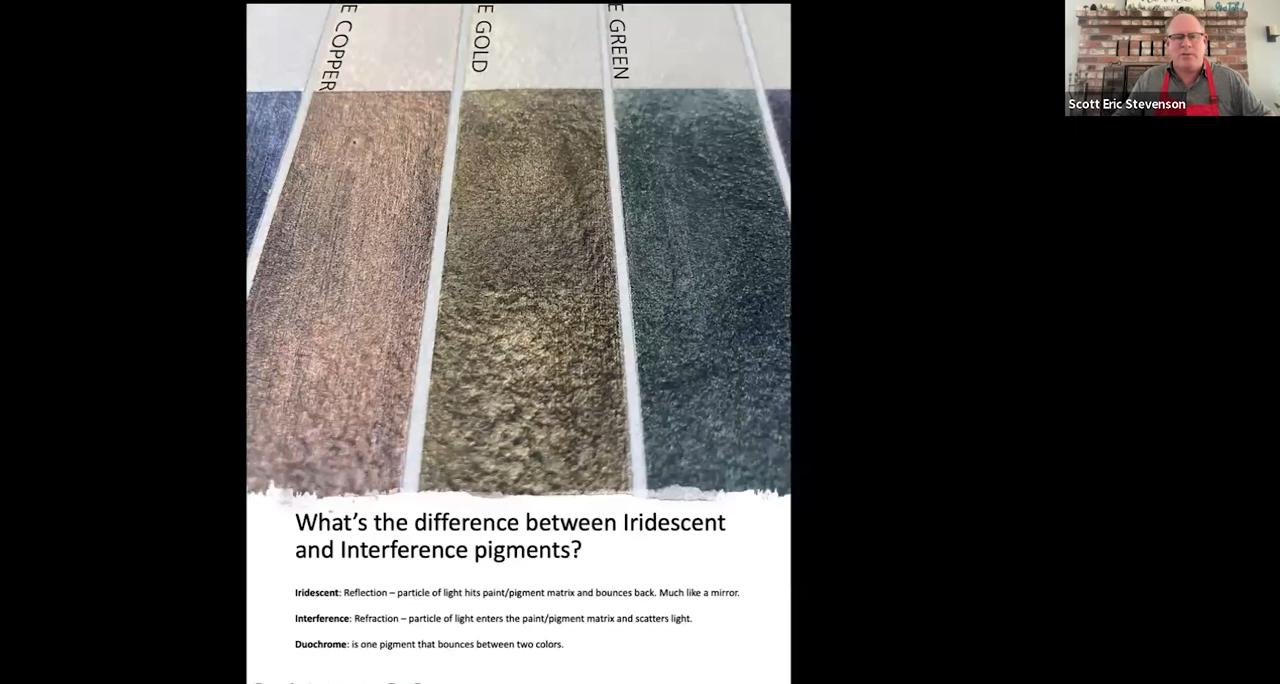 E COPPER
E GOLD
E GREEN
Scott Eric Stevenson
What's the difference between Iridescent
and Interference pigments?
Iridescent: Reflection – particle of light hits paint/pigment matrix and bounces back. Much like a mirror.
Interference: Refraction – particle of light enters the paint/pigment matrix and scatters light.
Duochrome: is one pigment that bounces between two colors.